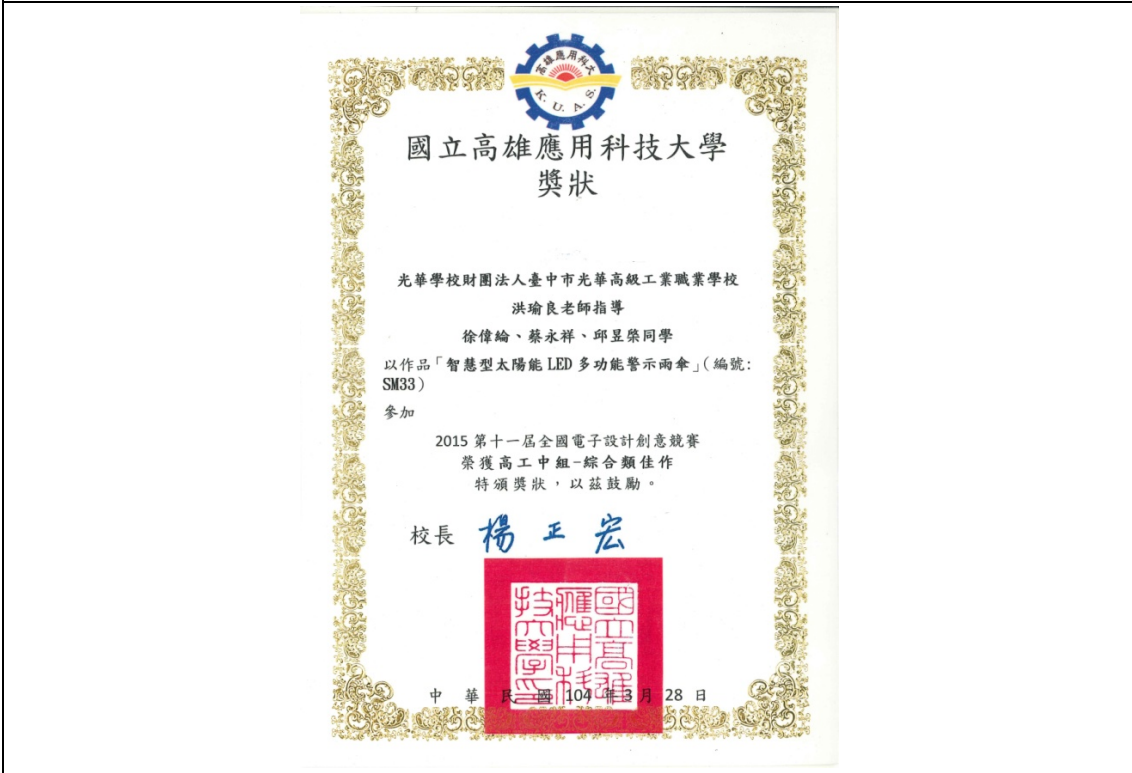 高雄應用科大
K. U. A. S.
國立高雄應用科技大學
獎狀
光華學校財團法人臺中市光華高級工業職業學校
洪瑜良老師指導
徐偉綸、蔡永祥、邱昱榮同學
以作品「智慧型太陽能 LED 多功能警示雨傘」(編號:
SM33)
參加
2015 第十一屆全國電子設計創意競賽
榮獲高工中組-綜合類佳作
特頒獎狀，以茲鼓勵。
校長 楊正宏
國立高雄
應用科
技大學印
中華民國 104 年 3 月 28 日